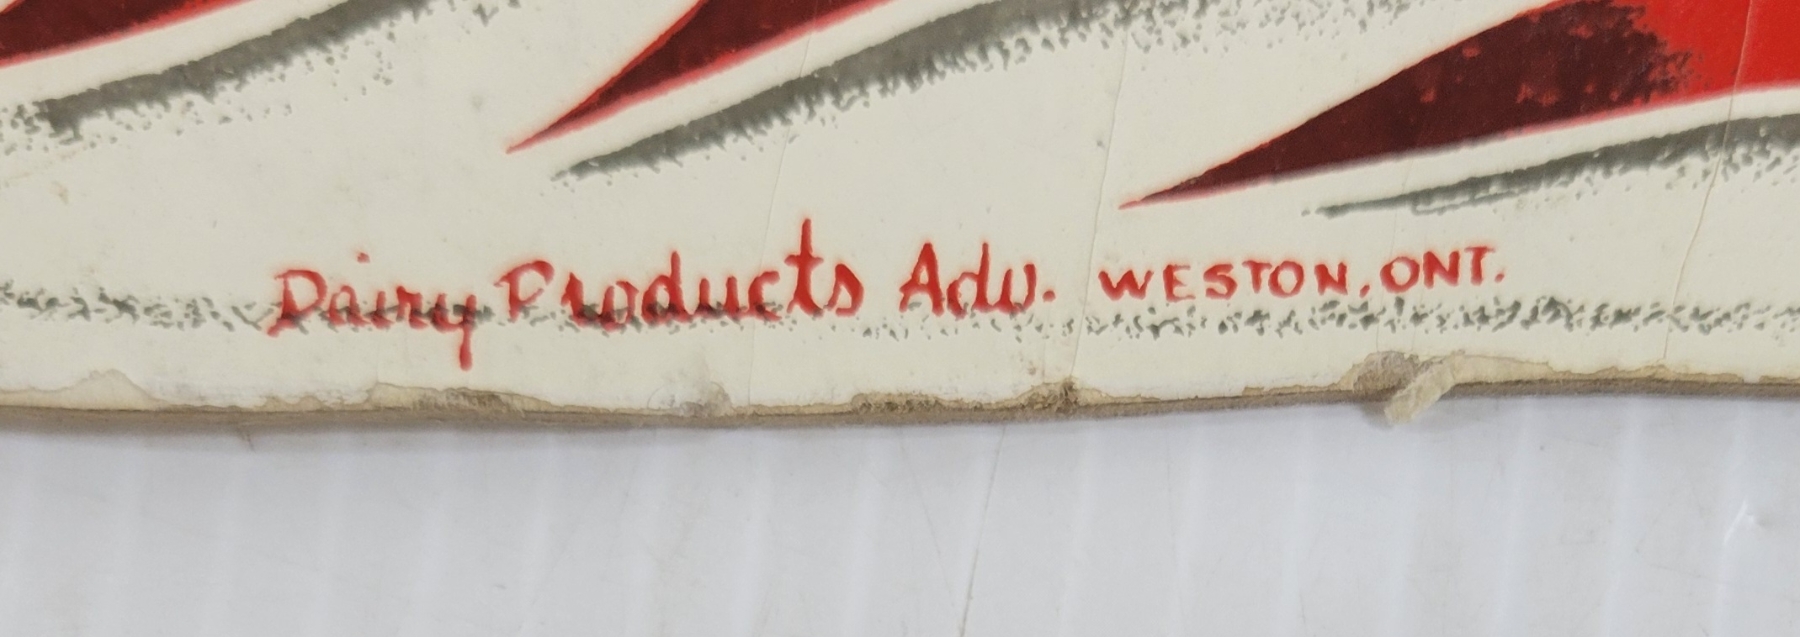 Dairy Products Adv. WESTON, ONT.